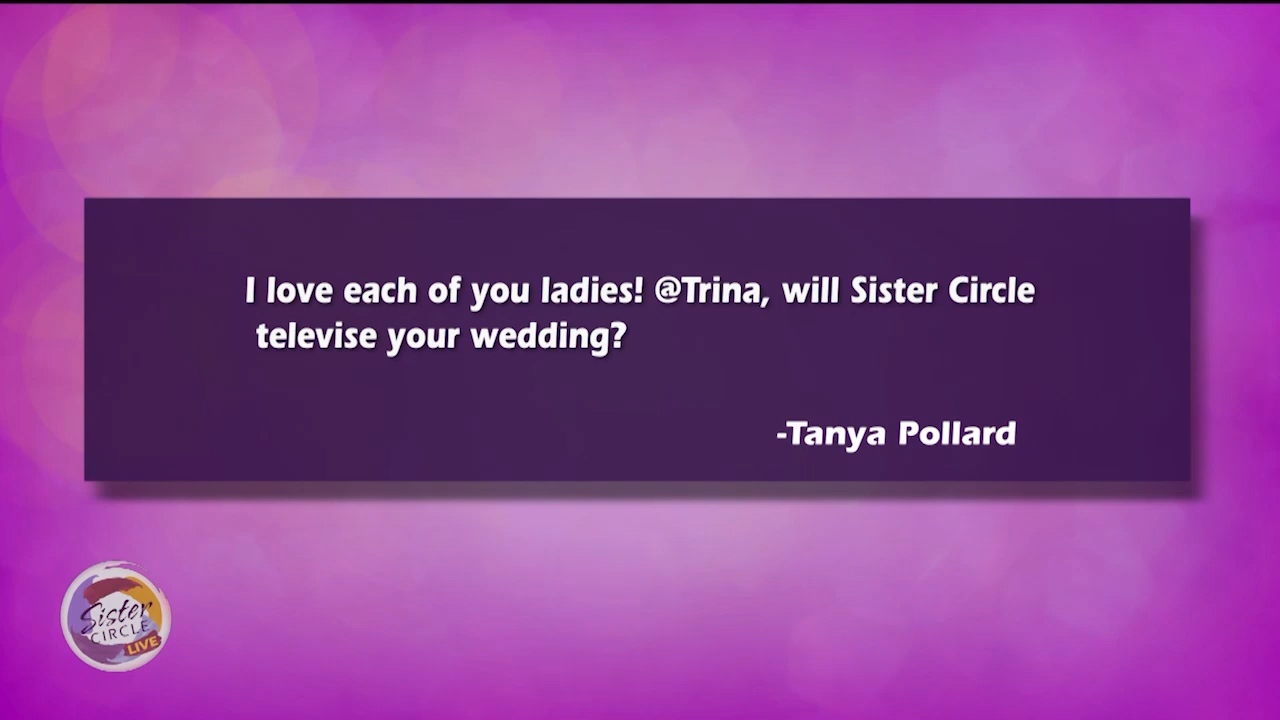 I love each of you ladies! @Trina, will Sister Circle
televise your wedding?
-Tanya Pollard
Sister
CIRCLE
LIVE